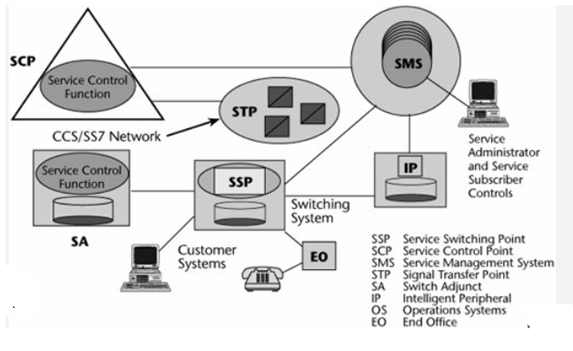 SCP
Service Control
Function
SMS
STP
CCS/SS7 Network
Service
Administrator
and Service
Subscriber
Controls
Service Control
Function
SA
SSP
Switching
System
IP
Customer
Systems
EO
SSP Service Switching Point
SCP Service Control Point
SMS Service Management System
STP Signal Transfer Point
SA Switch Adjunct
IP Intelligent Peripheral
OS Operations Systems
EO End Office